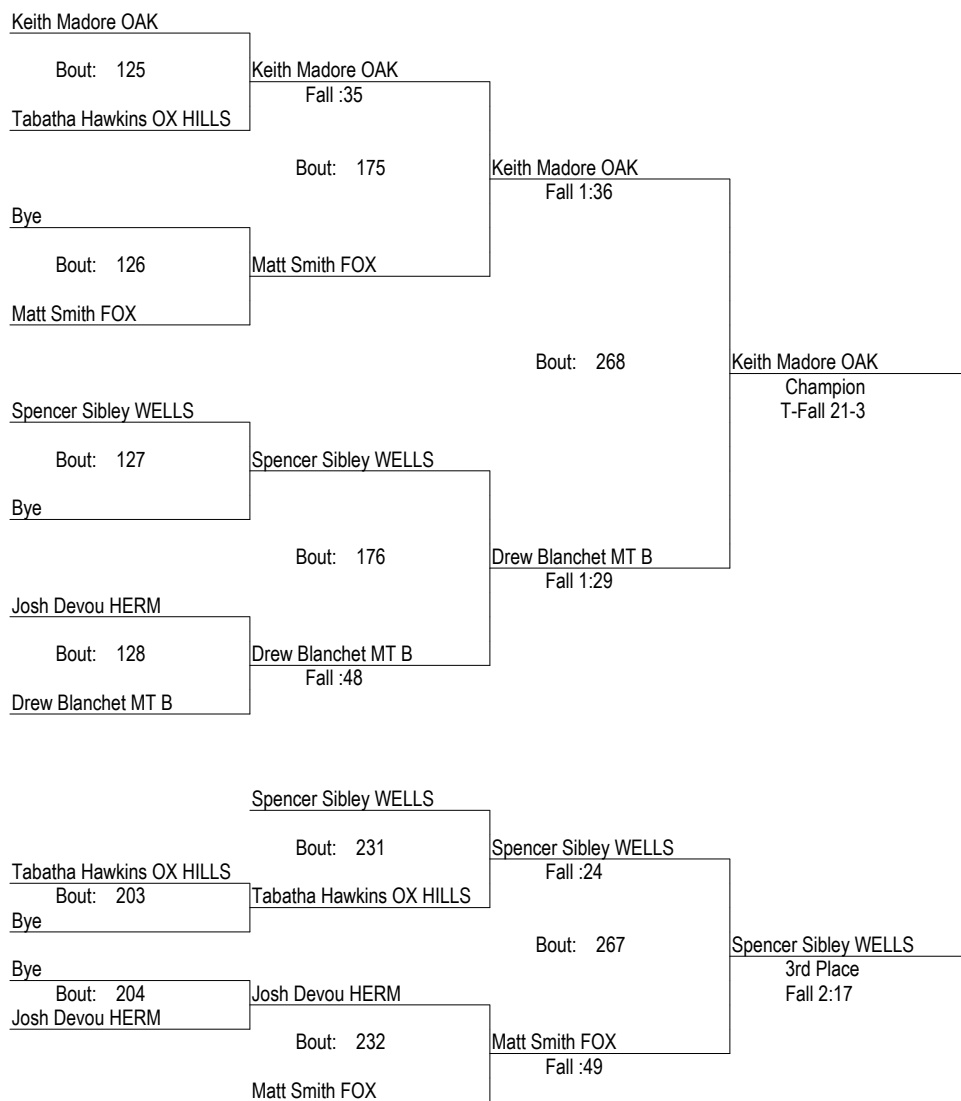 Keith Madore OAK
Bout: 125
Keith Madore OAK
Fall :35
Tabatha Hawkins OX HILLS
Bout: 175
Keith Madore OAK
Fall 1:36
Bye
Bout: 126
Matt Smith FOX
Matt Smith FOX
Bout: 268
Keith Madore OAK
Champion
T-Fall 21-3
Spencer Sibley WELLS
Bout: 127
Spencer Sibley WELLS
Bye
Bout: 176
Drew Blanchet MT B
Fall 1:29
Josh Devou HERM
Bout: 128
Drew Blanchet MT B
Fall :48
Drew Blanchet MT B
Spencer Sibley WELLS
Bout: 231
Spencer Sibley WELLS
Fall :24
Tabatha Hawkins OX HILLS
Bout: 203
Tabatha Hawkins OX HILLS
Bye
Bout: 267
Spencer Sibley WELLS
3rd Place
Fall 2:17
Bye
Bout: 204
Josh Devou HERM
Josh Devou HERM
Bout: 232
Matt Smith FOX
Fall :49
Matt Smith FOX